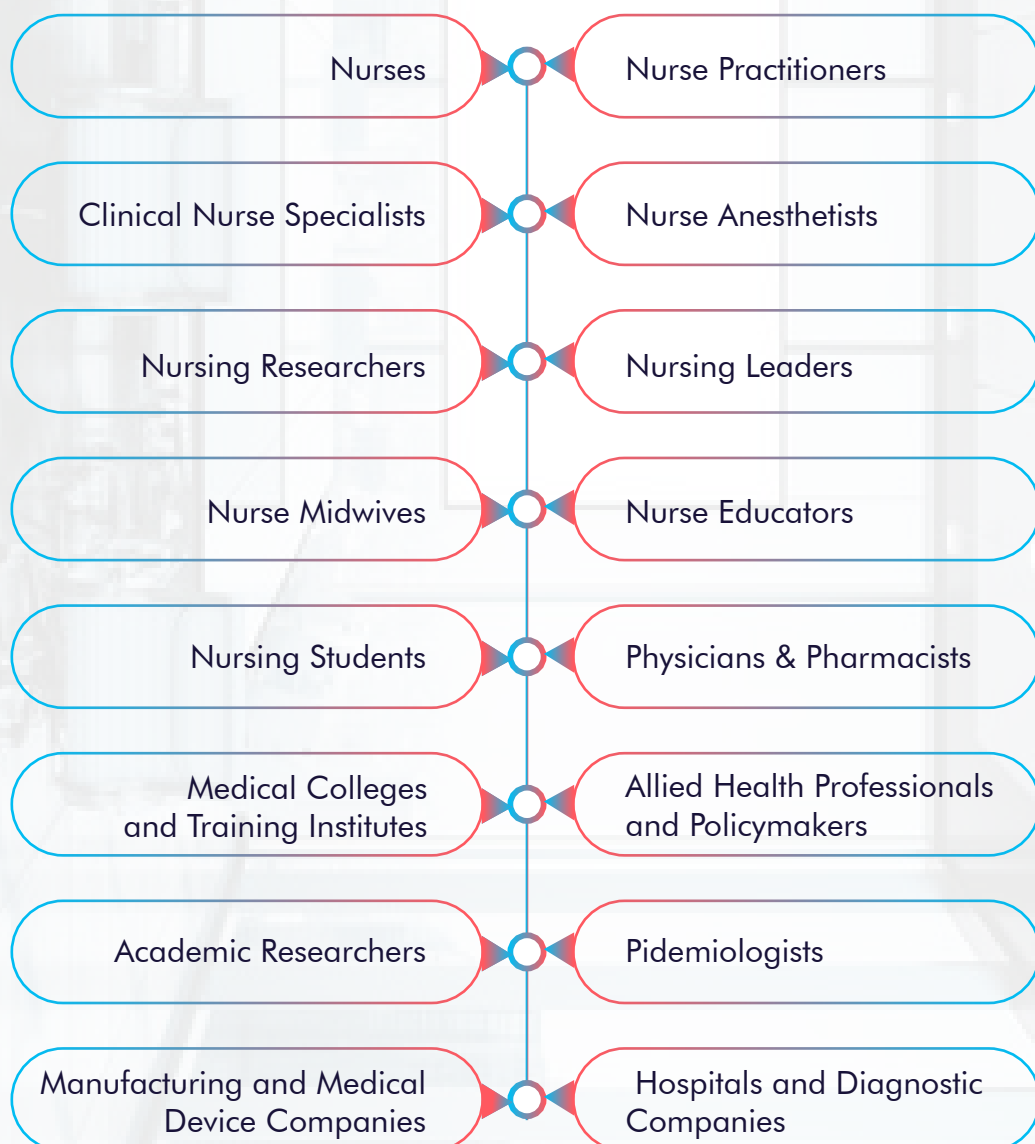 Nurses
Nurse Practitioners
Clinical Nurse Specialists
Nurse Anesthetists
Nursing Researchers
Nursing Leaders
Nurse Midwives
Nurse Educators
Nursing Students
Physicians & Pharmacists
Medical Colleges
and Training Institutes
Allied Health Professionals
and Policymakers
Academic Researchers
Pidemiologists
Manufacturing and Medical
Device Companies
Hospitals and Diagnostic
Companies